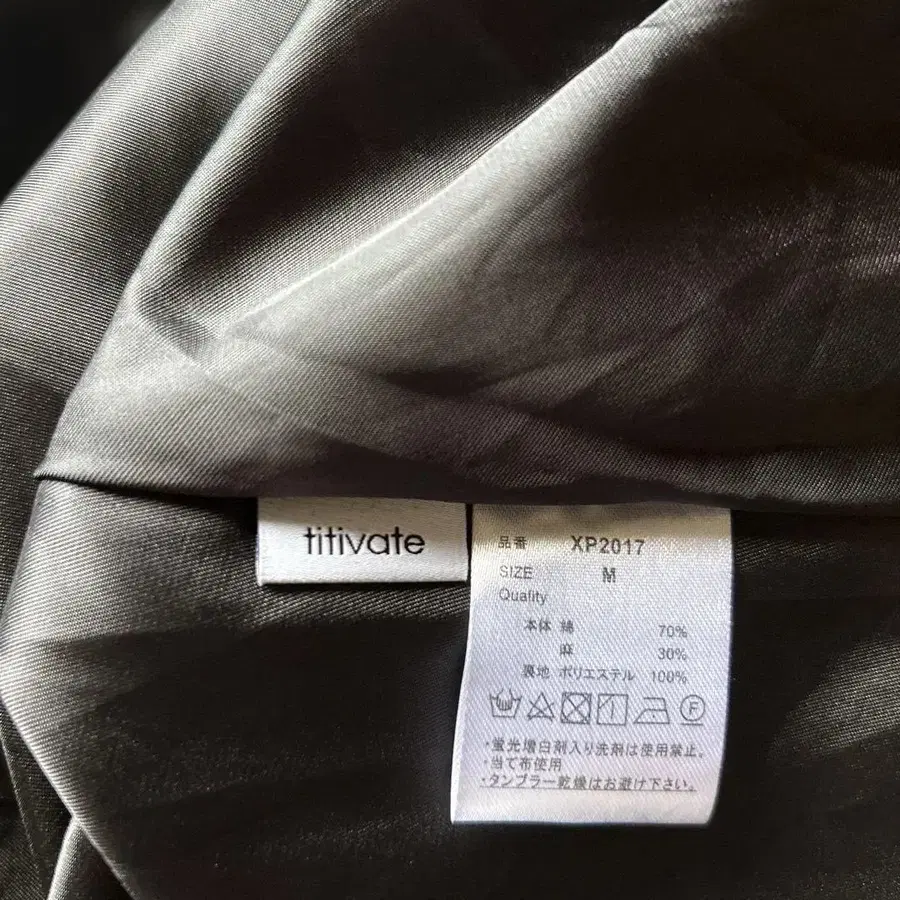 titivate
品番 XP2017
SIZE M
Quality
本体 綿 70%
麻 30%
裏地 ポリエステル 100%
F
・蛍光増白剤入り洗剤は使用禁止。
・当て布使用
・タンブラー乾燥はお避け下さい。